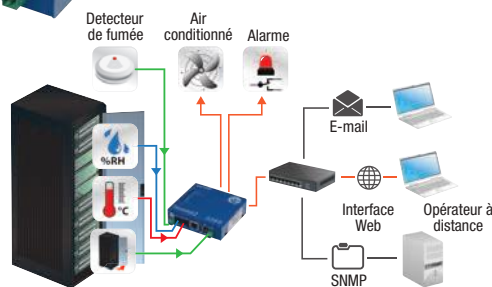 Detecteur
de fumée
Air
conditionné
Alarme
%RH
°C
E-mail
Interface
Web
Opérateur à
distance
SNMP